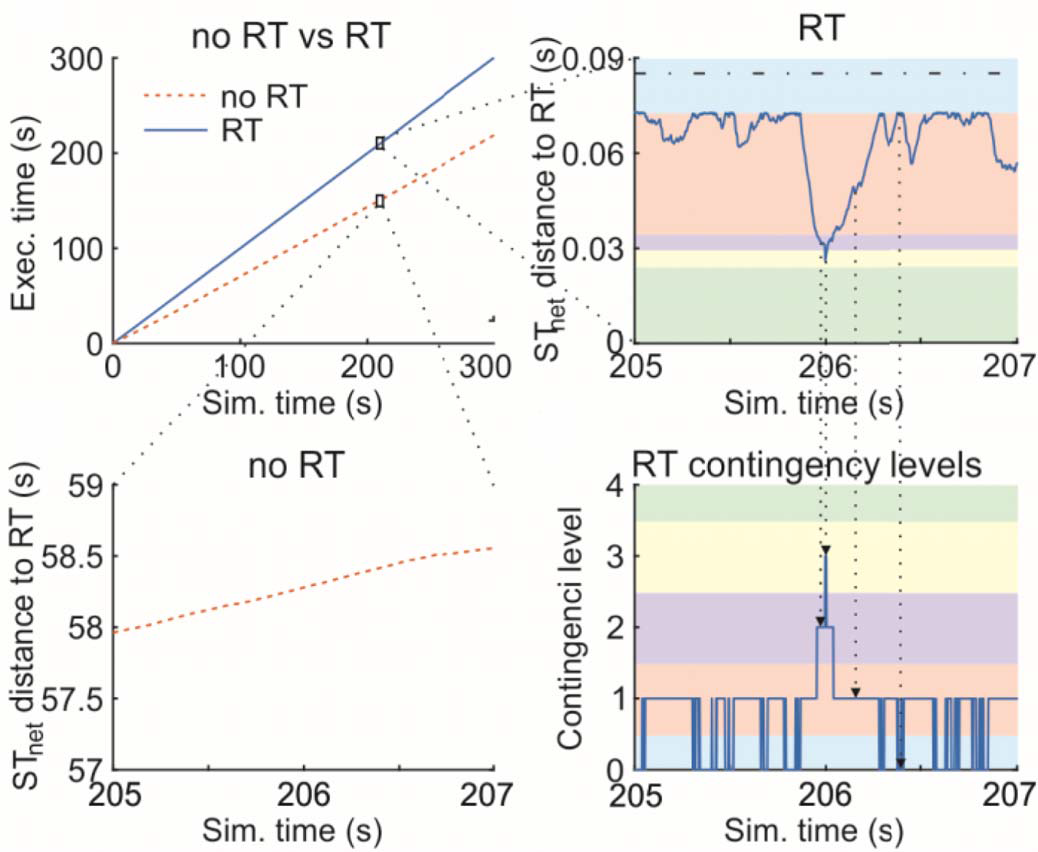 no RT vs RT
Exec. time (s)
300
200
100
0
no RT
RT
0
100
200
300
Sim. time (s)
RT
STnet distance to RT (s)
0.09
0.06
0.03
0
205
206
207
Sim. time (s)
no RT
STnet distance to RT (s)
59
58.5
58
57.5
57
205
206
207
Sim. time (s)
RT contingency levels
Contingenci level
4
3
2
1
0
205
206
207
Sim. time (s)